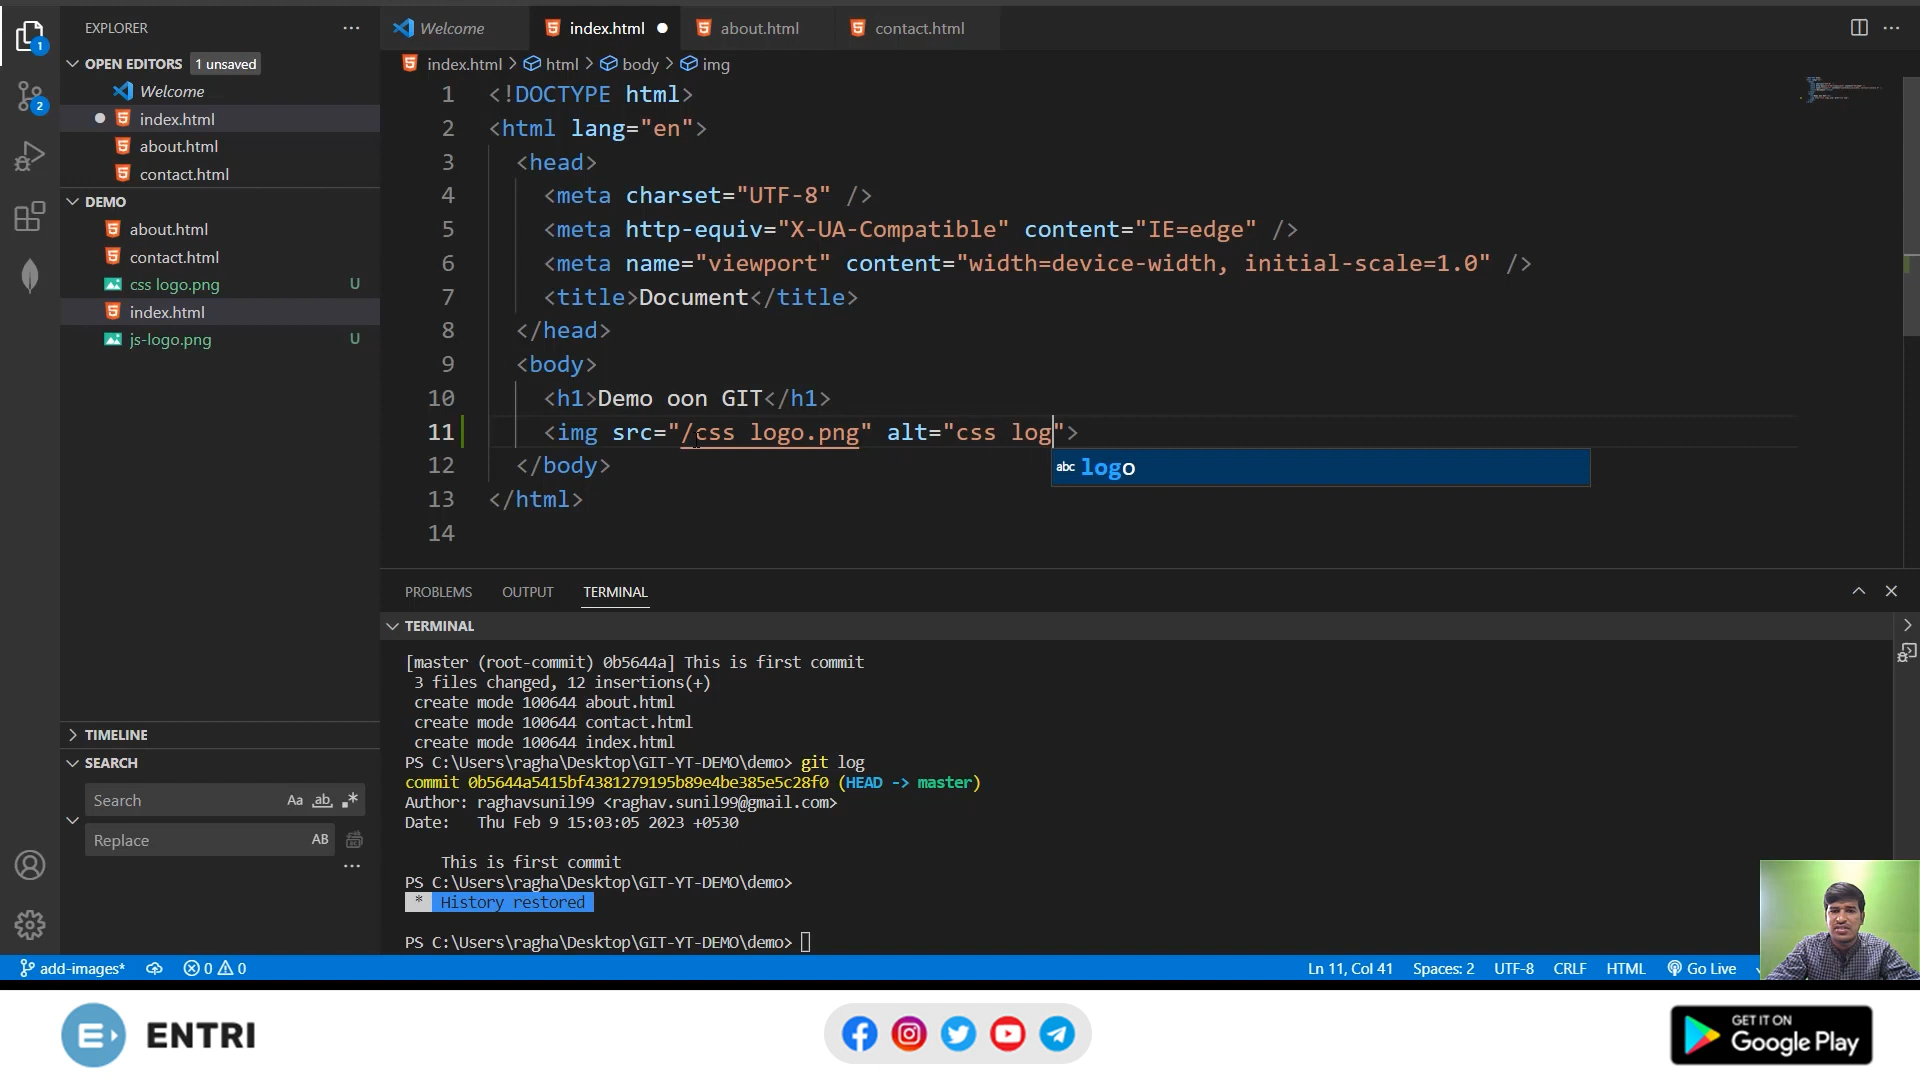 EXPLORER
OPEN EDITORS 1 unsaved
Welcome
index.html
about.html
contact.html
DEMO
about.html
contact.html
css logo.png U
index.html
js-logo.png U
TIMELINE
SEARCH
Search Aa ab
Replace AB
1
2
Welcome index.html about.html contact.html
index.html html body img
1 <!DOCTYPE html>
2 <html lang="en">
3 <head>
4 <meta charset="UTF-8" />
5 <meta http-equiv="X-UA-Compatible" content="IE=edge" />
6 <meta name="viewport" content="width=device-width, initial-scale=1.0" />
7 <title>Document</title>
8 </head>
9 <body>
10 <h1>Demo oon GIT</h1>
11 <img src="/css logo.png" alt="css log">
abc logo
12 </body>
13 </html>
14
PROBLEMS OUTPUT TERMINAL
TERMINAL
[master (root-commit) 0b5644a] This is first commit
3 files changed, 12 insertions(+)
create mode 100644 about.html
create mode 100644 contact.html
create mode 100644 index.html
PS C:\Users\ragha\Desktop\GIT-YT-DEMO\demo> git log
commit 0b5644a5415bf4381279195b89e4be385e5c28f0 (HEAD -> master)
Author: raghavsunil99 <raghav.sunil99@gmail.com>
Date: Thu Feb 9 15:03:05 2023 +0530
This is first commit
PS C:\Users\ragha\Desktop\GIT-YT-DEMO\demo>
* History restored
PS C:\Users\ragha\Desktop\GIT-YT-DEMO\demo>
add-images* 0 0 Ln 11, Col 41 Spaces: 2 UTF-8 CRLF HTML Go Live
E ENTRI
GET IT ON
Google Play